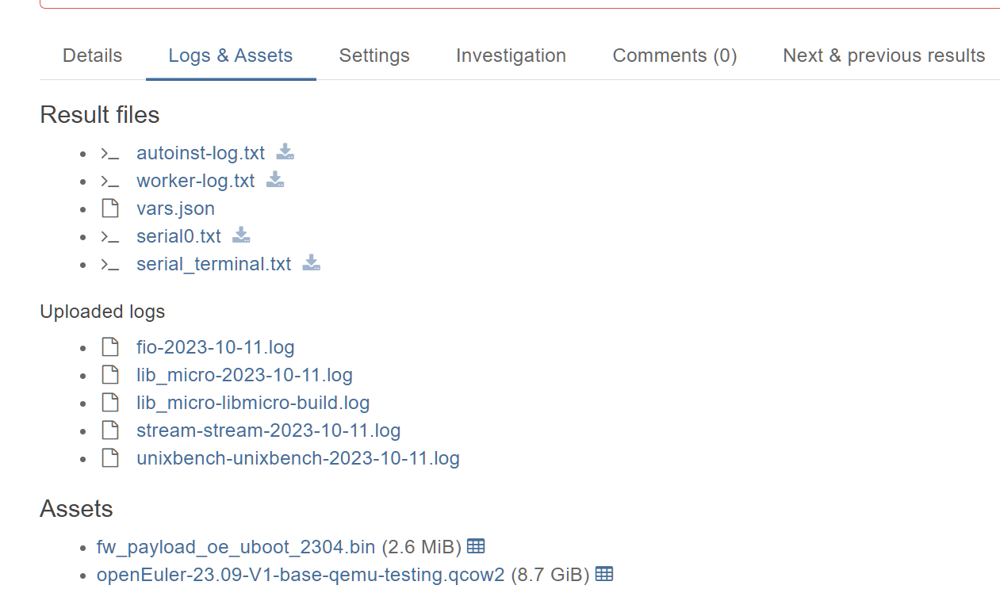 Details Logs & Assets Settings Investigation Comments (0) Next & previous results
Result files
autoinst-log.txt
worker-log.txt
vars.json
serial0.txt
serial_terminal.txt
Uploaded logs
fio-2023-10-11.log
lib_micro-2023-10-11.log
lib_micro-libmicro-build.log
stream-stream-2023-10-11.log
unixbench-unixbench-2023-10-11.log
Assets
fw_payload_oe_uboot_2304.bin (2.6 MiB)
openEuler-23.09-V1-base-qemu-testing.qcow2 (8.7 GiB)